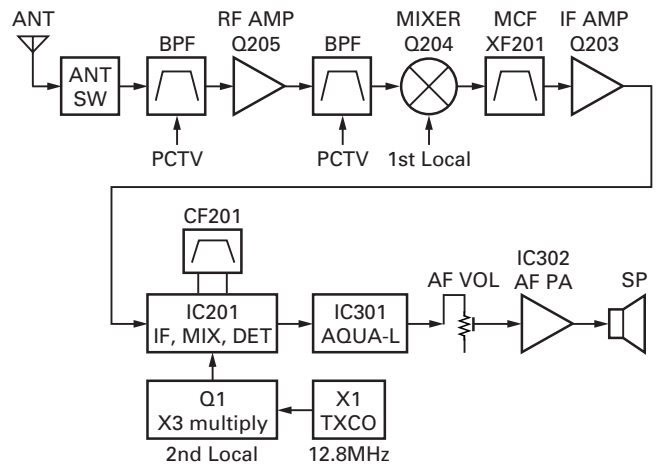 ANT
ANT
SW
BPF
PCTV
RF AMP
Q205
BPF
PCTV
MIXER
Q204
1st Local
MCF
XF201
IF AMP
Q203
CF201
IC201
IF, MIX, DET
IC301
AQUA-L
AF VOL
IC302
AF PA
SP
Q1
X3 multiply
2nd Local
X1
TXCO
12.8MHz